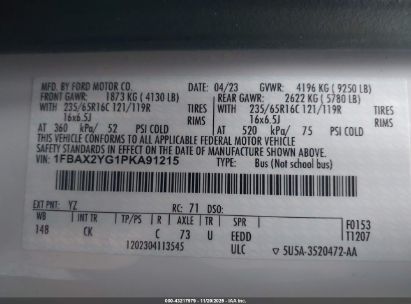 MFD. BY FORD MOTOR CO. DATE: 04/23 GVWR: 4196 KG ( 9250 LB)
FRONT GAWR: 1873 KG ( 4130 LB) REAR GAWR: 2622 KG ( 5780 LB)
WITH 235/65R16C 121/119R TIRES WITH 235/65R16C 121/119R TIRES
16x6.5J RIMS 16x6.5J RIMS
AT 360 kPa/ 52 PSI COLD AT 520 kPa/ 75 PSI COLD
THIS VEHICLE CONFORMS TO ALL APPLICABLE FEDERAL MOTOR VEHICLE
SAFETY STANDARDS IN EFFECT ON THE DATE OF MANUFACTURE SHOWN ABOVE.
VIN: 1FBAX2YG1PKA91215 TYPE: Bus (Not school bus)
EXT PNT: YZ RC: 71 DSO:
WB INT TR TP/PS R AXLE TR SPR
148 CK C 73 U EEDD
1202304113545 ULC
F0153
T1207
5U5A-3520472-AA
000-43217979 - 11/20/2025 - IAAI